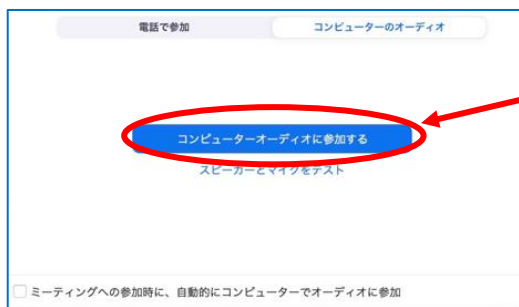 電話で参加
コンピューターのオーディオ
コンピューターオーディオに参加する
スピーカーとマイクをテスト
ミーティングへの参加時に、自動的にコンピューターでオーディオに参加